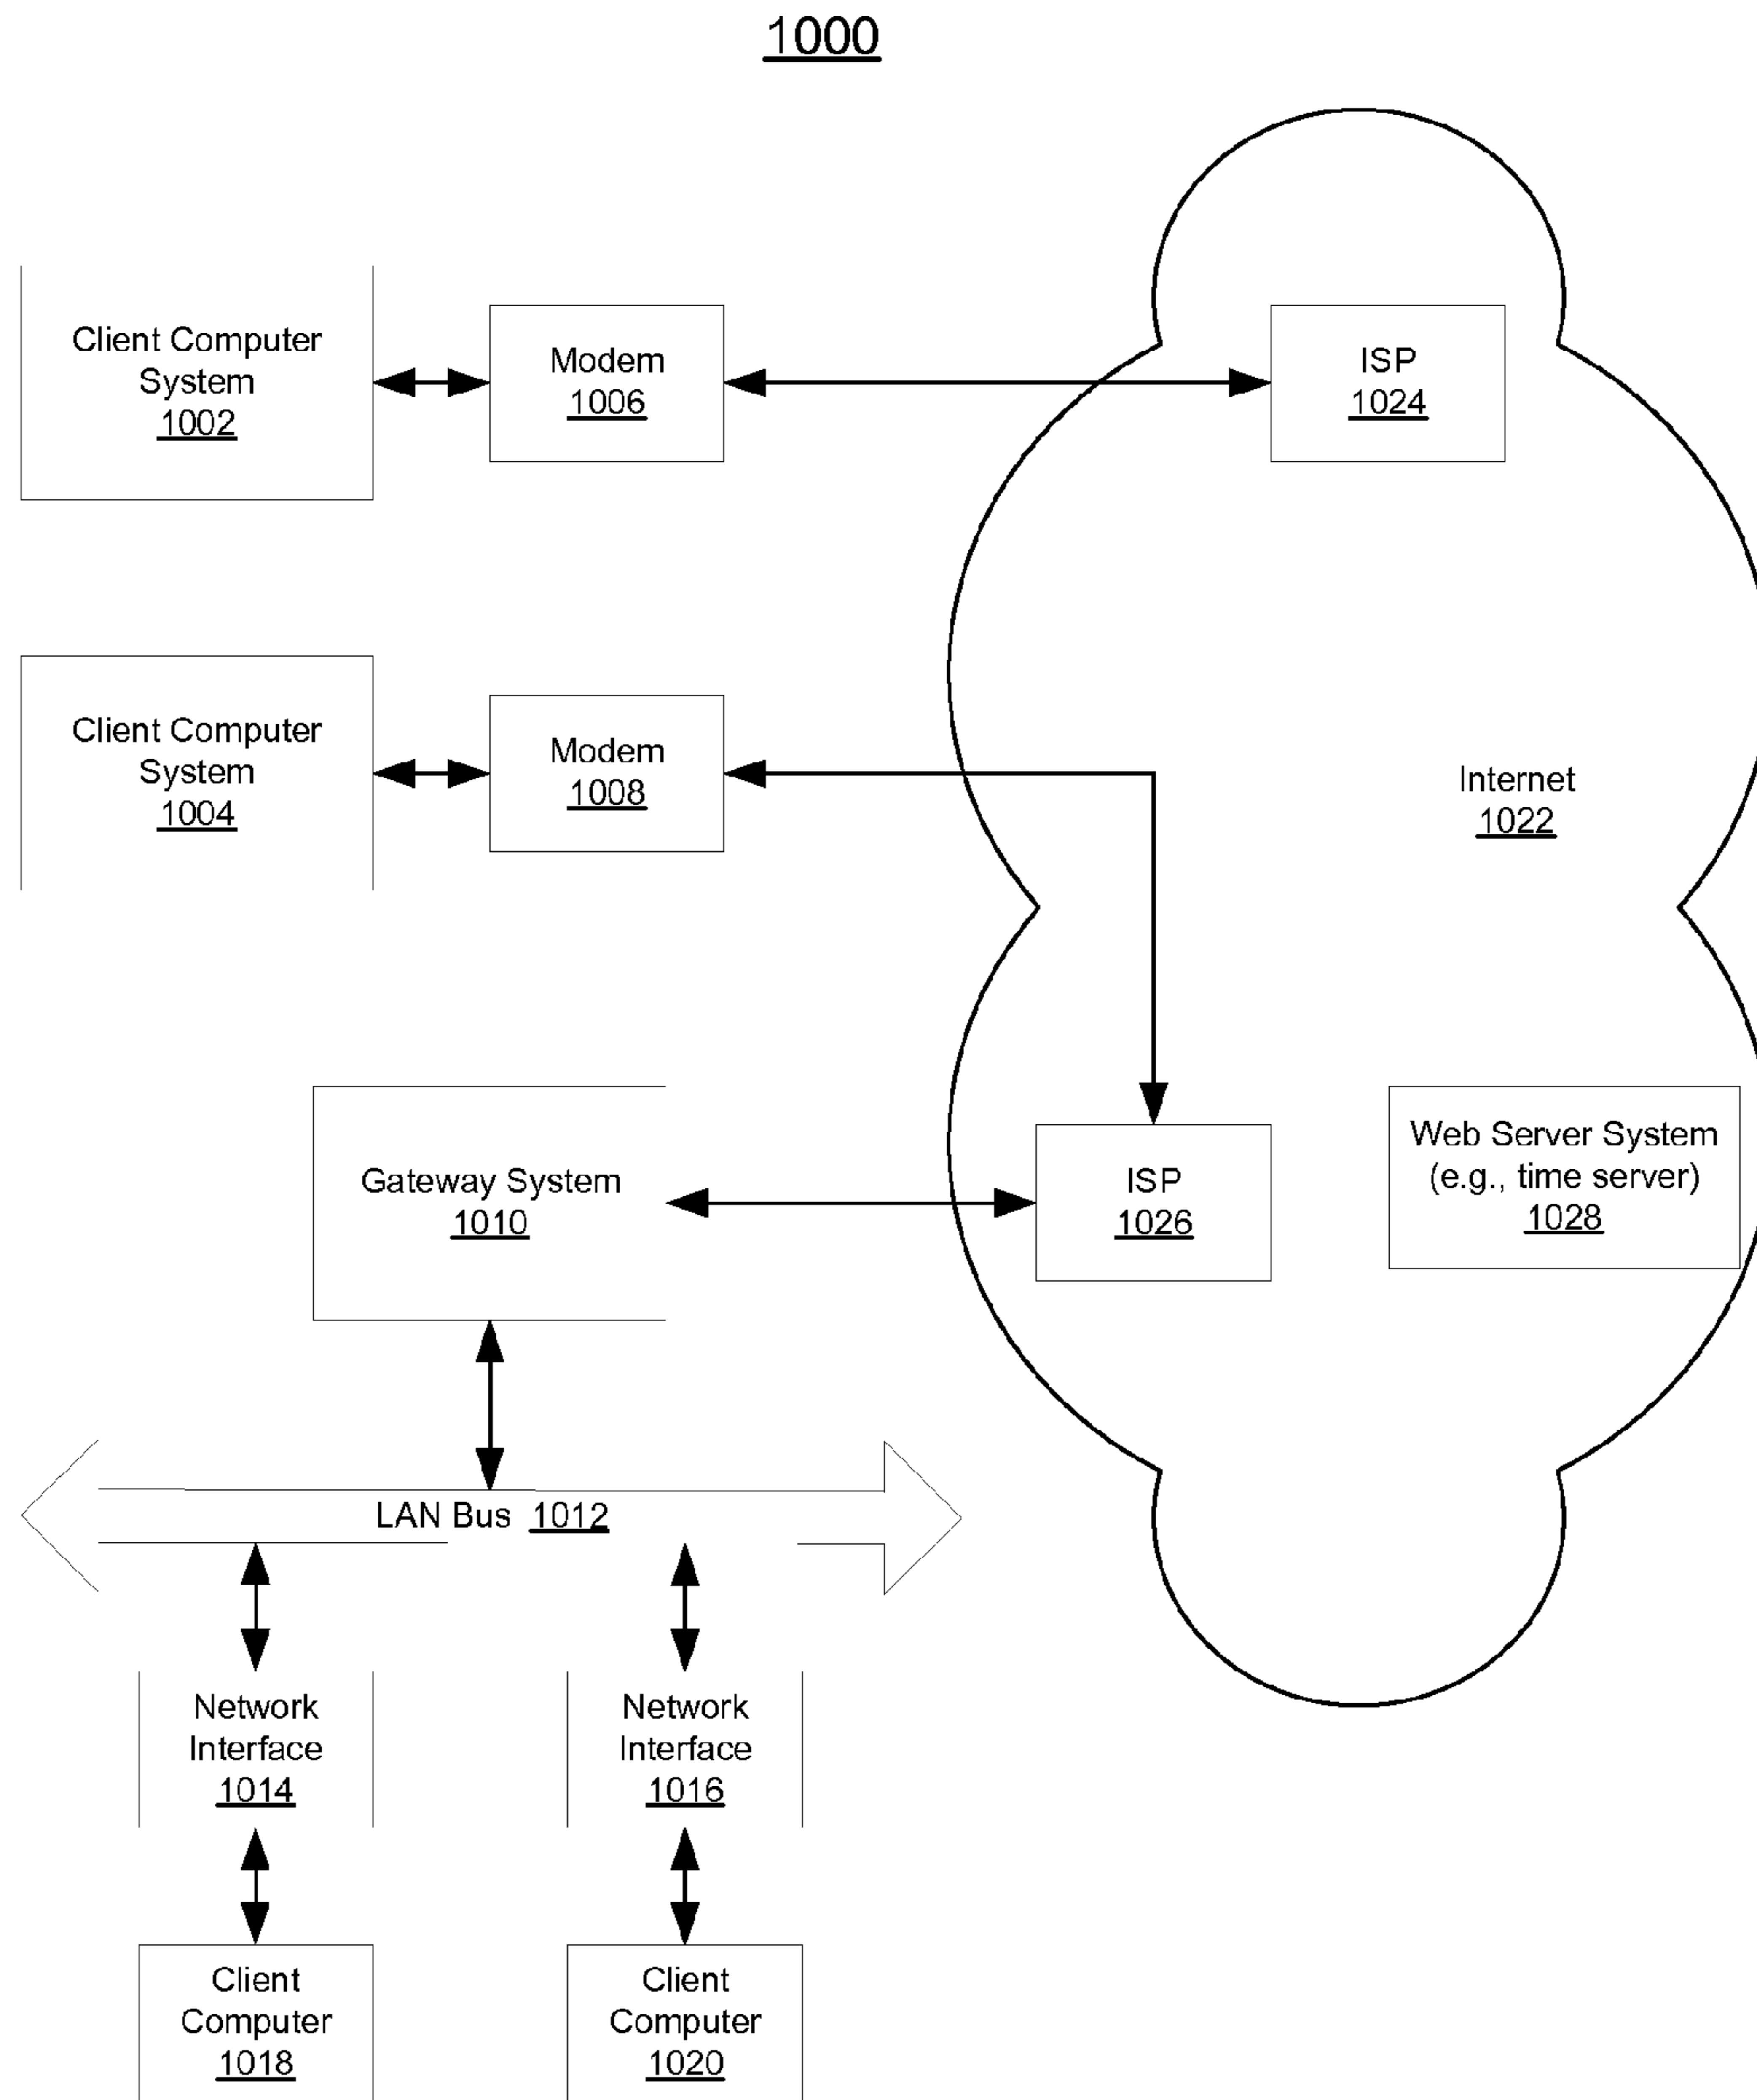 1000
Client Computer
System
1002
Modem
1006
ISP
1024
Client Computer
System
1004
Modem
1008
Internet
1022
Gateway System
1010
ISP
1026
Web Server System
(e.g., time server)
1028
LAN Bus 1012
Network
Interface
1014
Network
Interface
1016
Client
Computer
1018
Client
Computer
1020